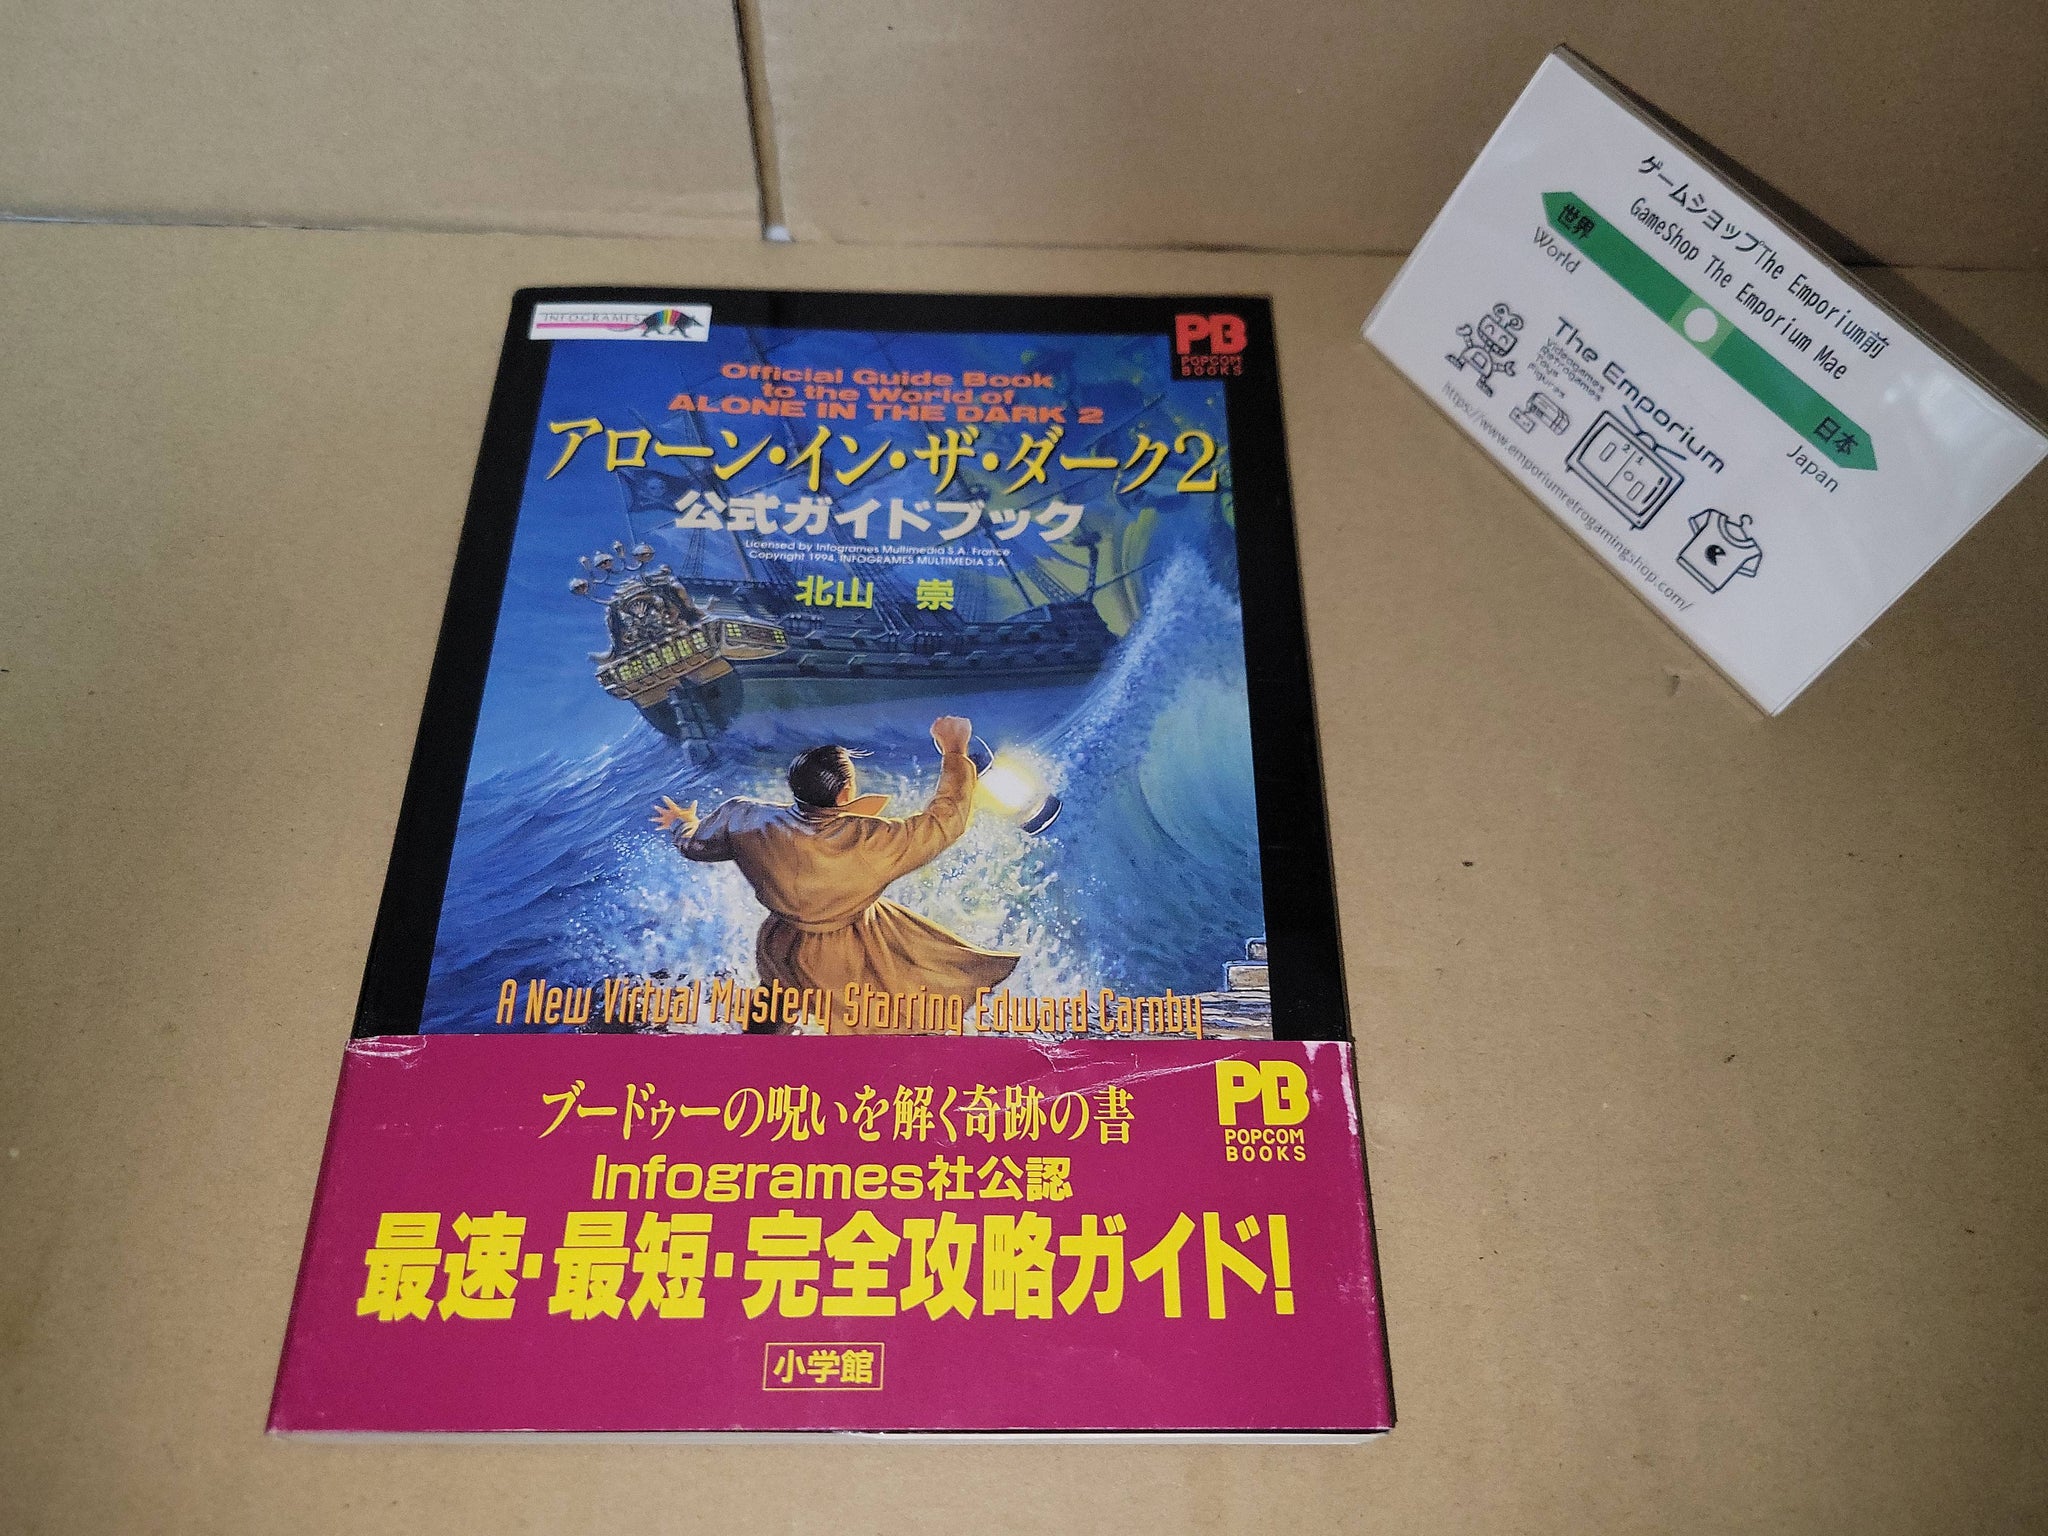 INFOGRAMES
PB
POPCOM
BOOKS
Official Guide Book
to the World of
ALONE IN THE DARK 2
アローン・イン・ザ・ダーク2
公式ガイドブック
Licensed by Infogrames Multimedia S.A. France
Copyright 1994, INFOGRAMES MULTIMEDIA S.A.
北山 崇
A New Virtual Mystery Starring Edward Carnby
ブードゥーの呪いを解く奇跡の書
Infogrames社公認
最速・最短・完全攻略ガイド!
小学館
PB
POPCOM
BOOKS
ゲームショップThe Emporium前
GameShop The Emporium Mae
世界
World
日本
Japan
The Emporium
Videogames
Retrogames
Toys
Figures
https://www.emporiumretrogamingshop.com/